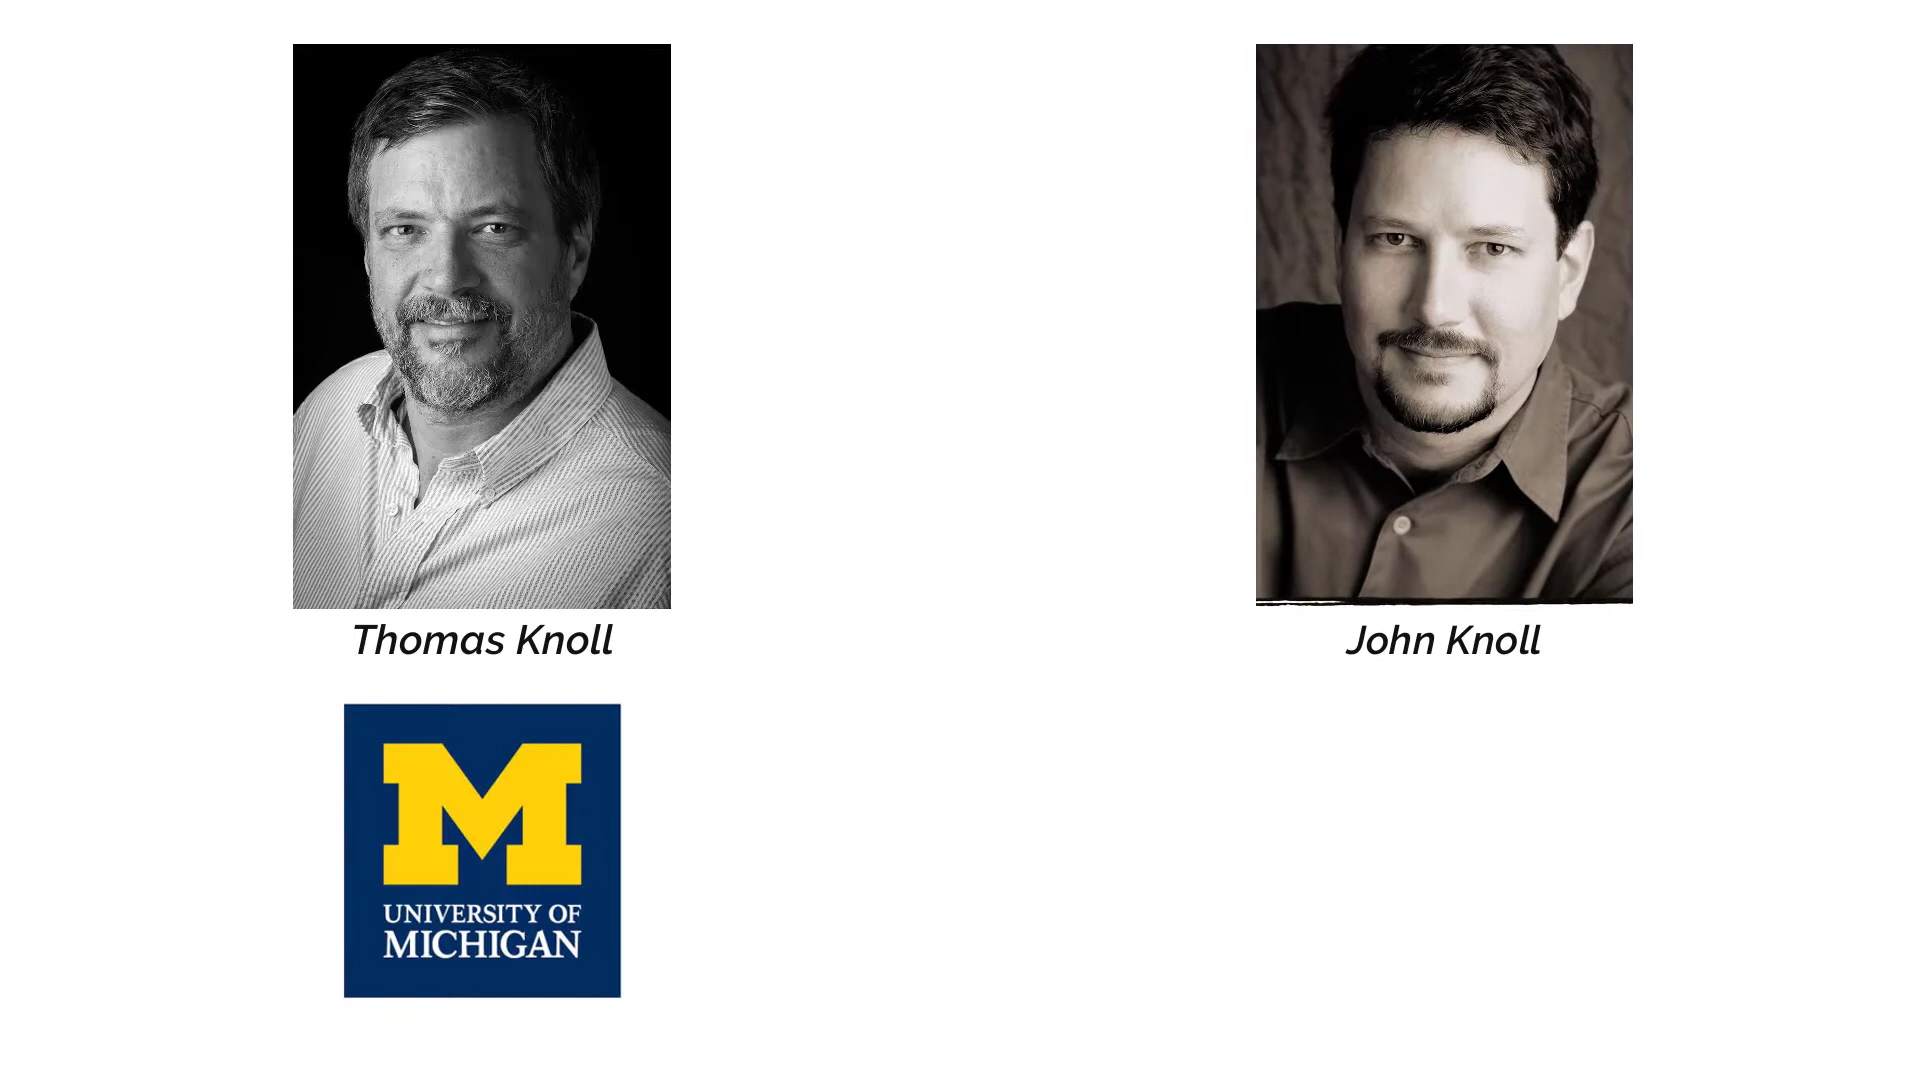 Thomas Knoll
John Knoll
M
UNIVERSITY OF
MICHIGAN